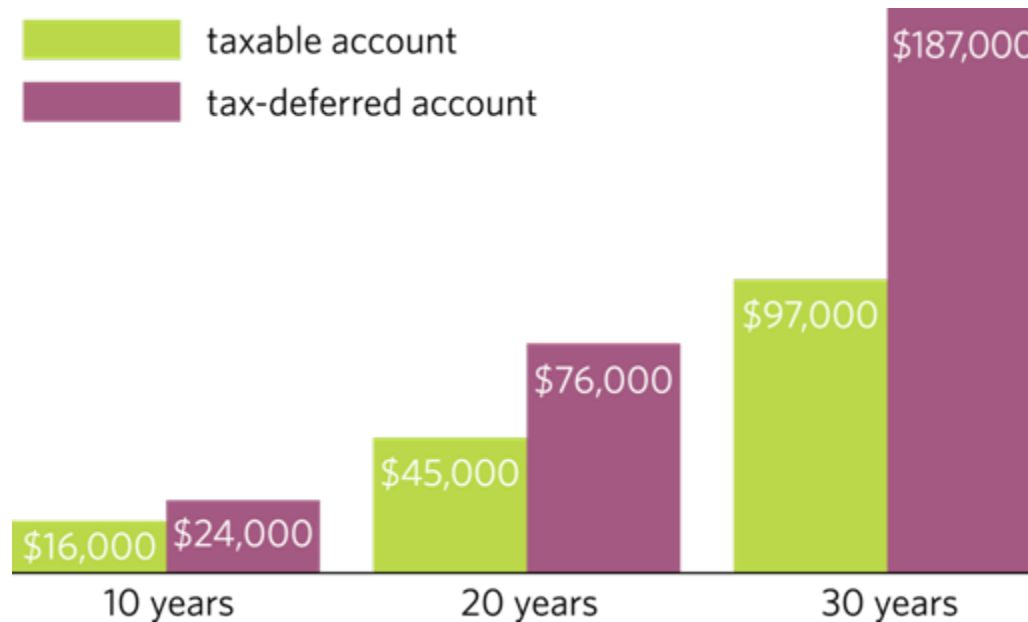 taxable account
tax-deferred account
$187,000
$97,000
$76,000
$45,000
$16,000
$24,000
10 years
20 years
30 years